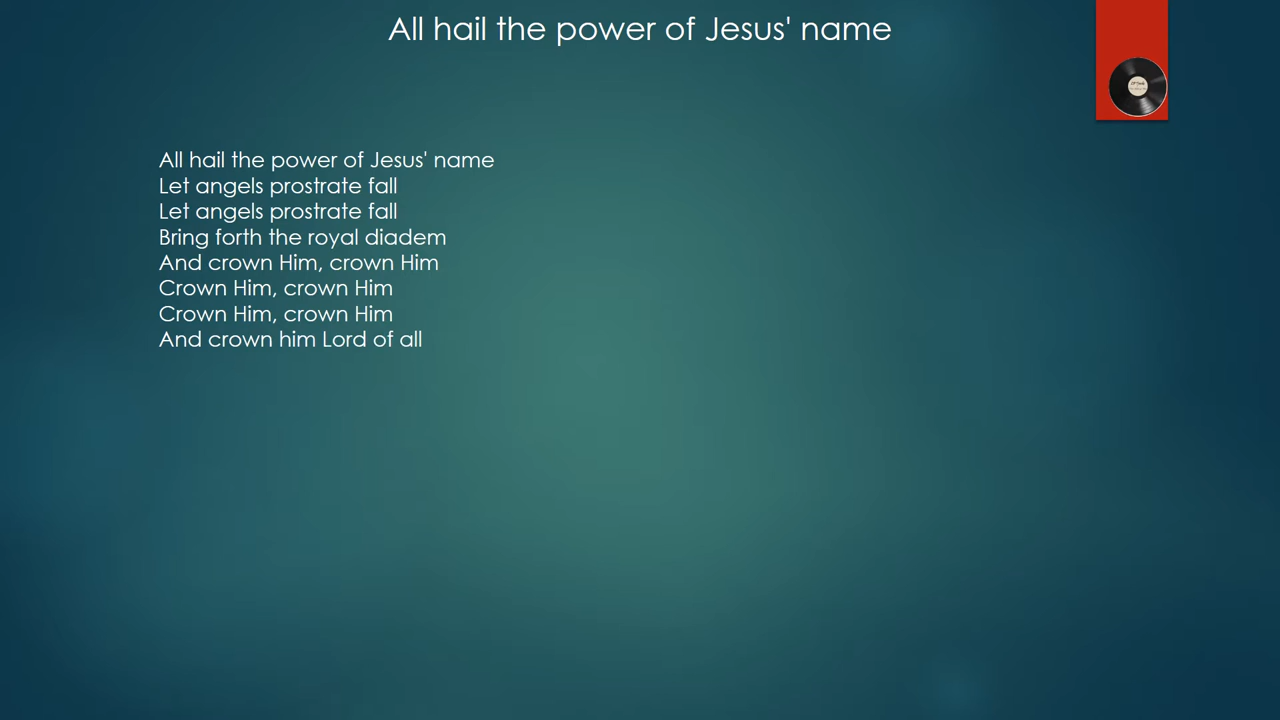 All hail the power of Jesus' name
All hail the power of Jesus' name
Let angels prostrate fall
Let angels prostrate fall
Bring forth the royal diadem
And crown Him, crown Him
Crown Him, crown Him
Crown Him, crown Him
And crown him Lord of all